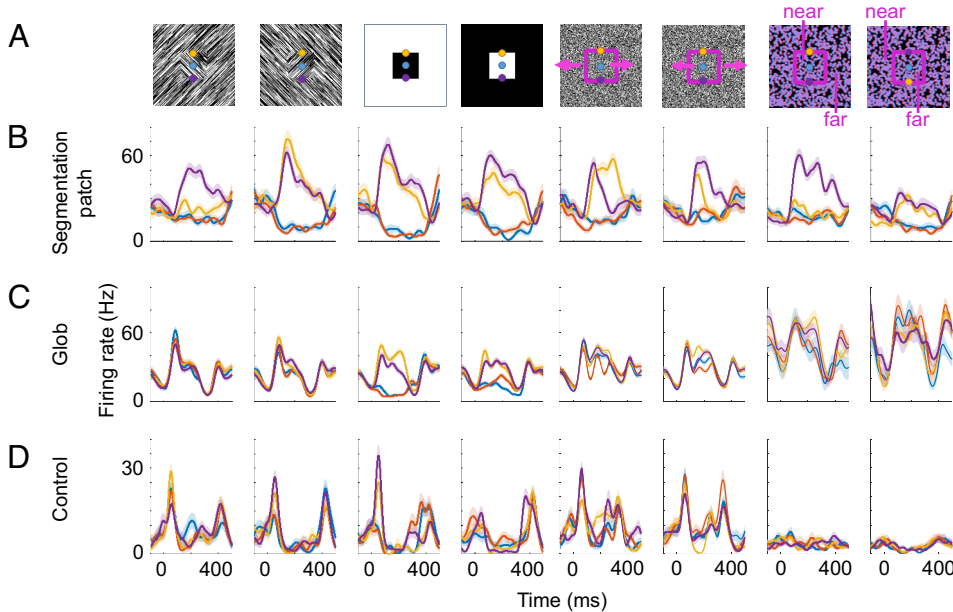 A
near
near
far
far
B
Segmentation
patch
60
0
C
Glob
Firing rate (Hz)
60
0
D
Control
30
0
0 400 0 400 0 400 0 400 0 400 0 400 0 400 0 400
Time (ms)